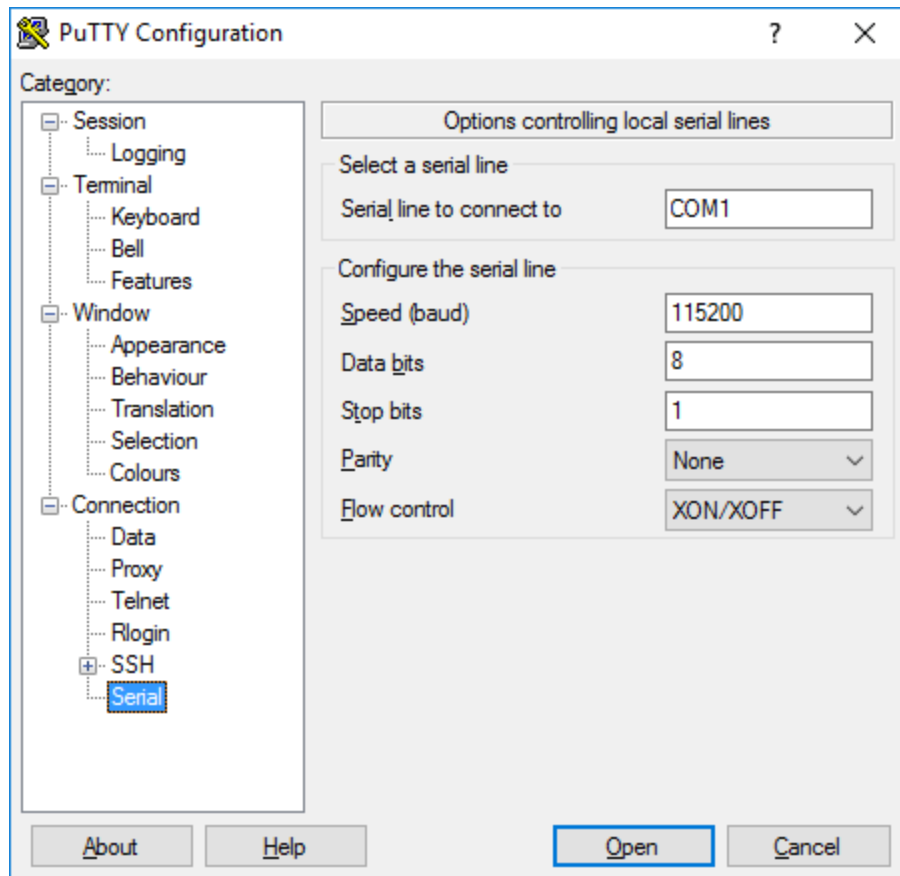 PuTTY Configuration
Category:
Session
Logging
Terminal
Keyboard
Bell
Features
Window
Appearance
Behaviour
Translation
Selection
Colours
Connection
Data
Proxy
Telnet
Rlogin
SSH
Serial
Options controlling local serial lines
Select a serial line
Serial line to connect to COM1
Configure the serial line
Speed (baud) 115200
Data bits 8
Stop bits 1
Parity None
Flow control XON/XOFF
About Help Open Cancel